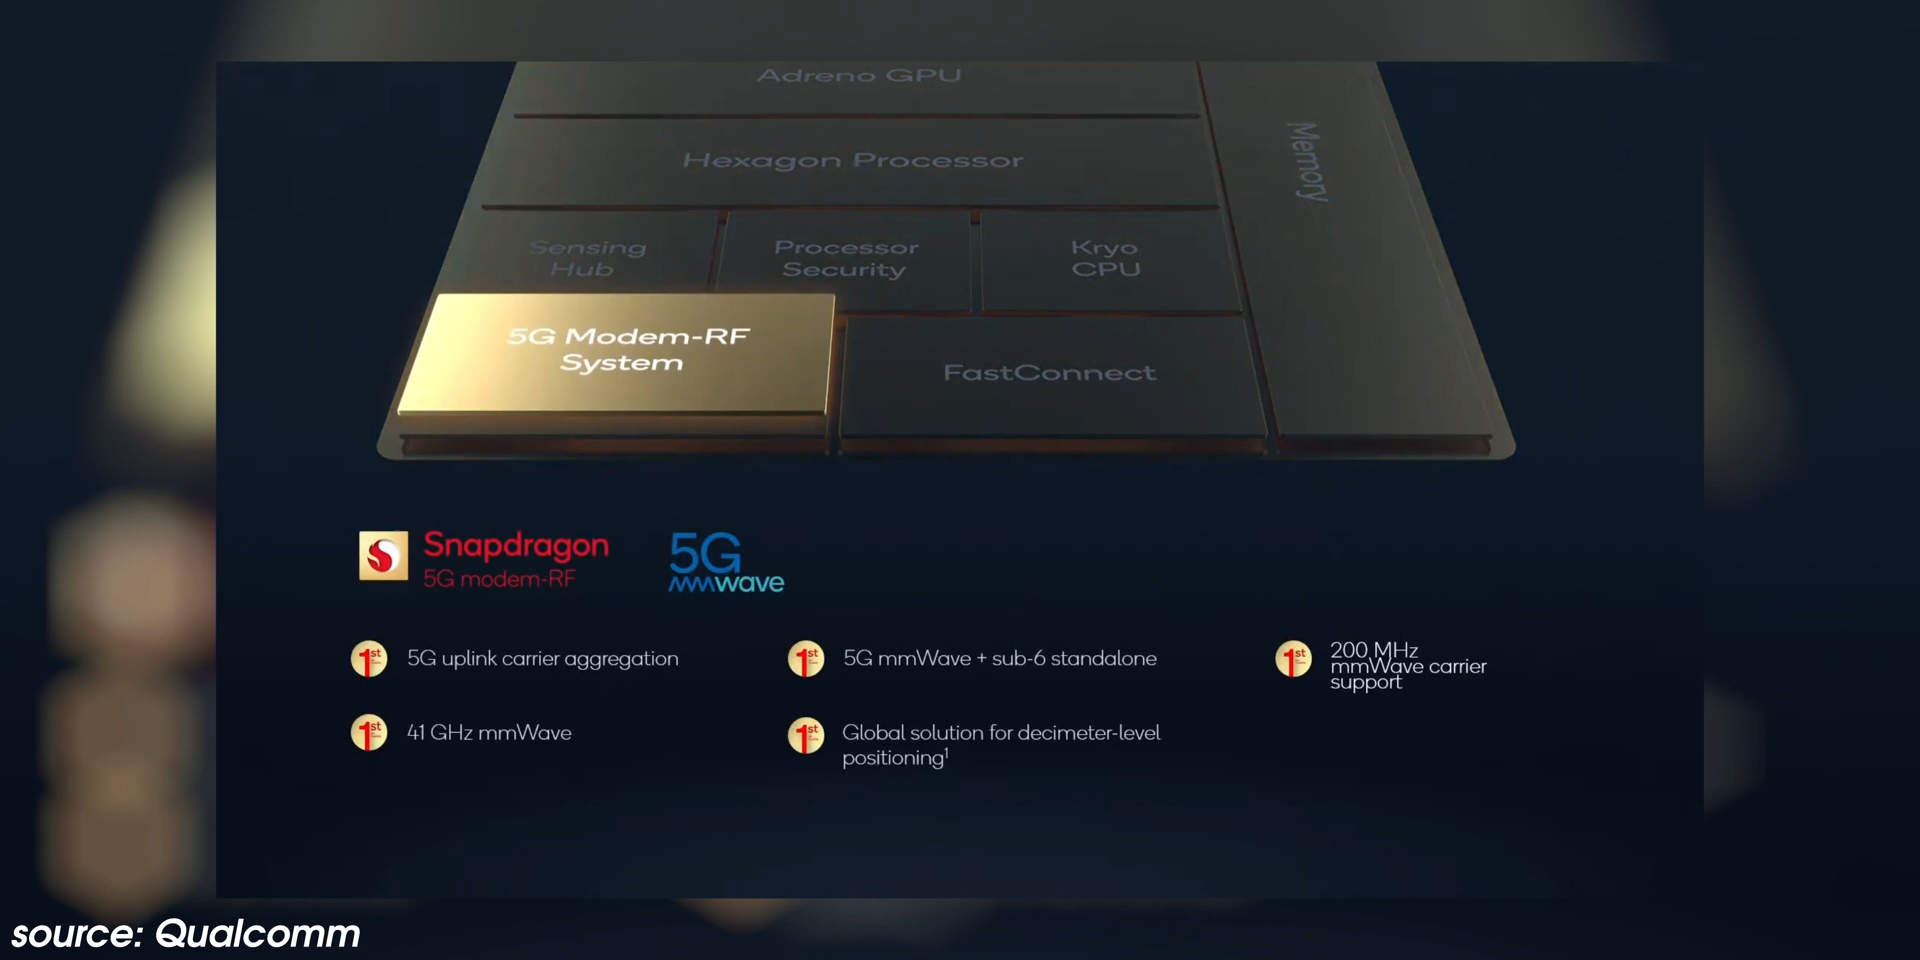 Adreno GPU
Hexagon Processor
Memory
Sensing
Hub
Processor
Security
Kryo
CPU
5G Modem-RF
System
FastConnect
Snapdragon
5G modem-RF
5G
mmwave
1st
5G uplink carrier aggregation
1st
5G mmWave + sub-6 standalone
1st
200 MHz
mmWave carrier
support
1st
41 GHz mmWave
1st
Global solution for decimeter-level
positioning¹
source: Qualcomm